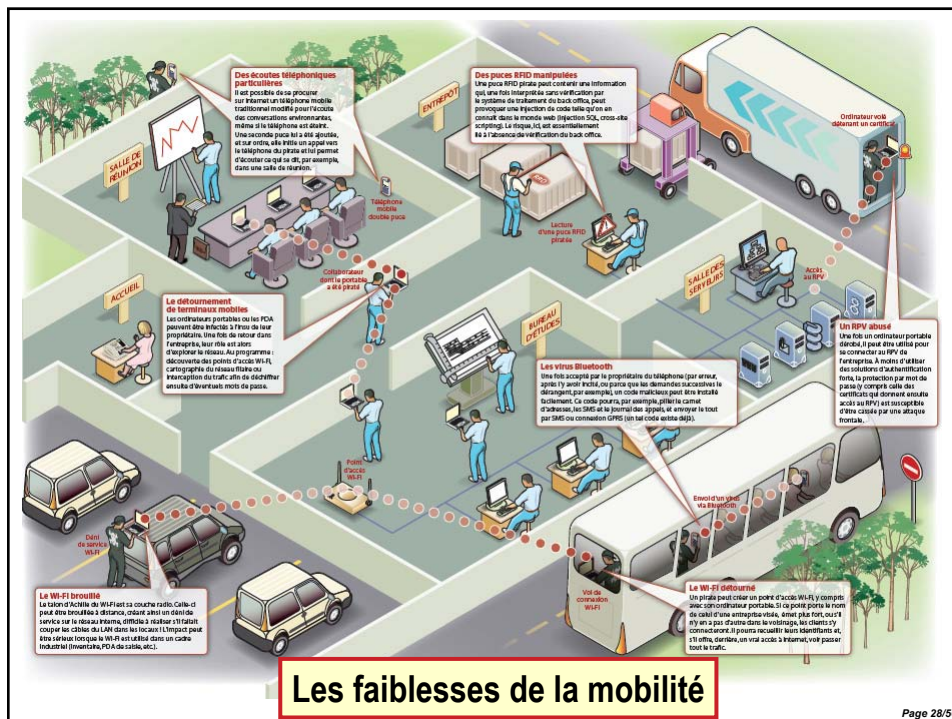 Des écoutes téléphoniques
particulières
Il est possible de se procurer
sur Internet un téléphone mobile
traditionnel modifié pour l'écoute
des conversations environnantes,
même si le téléphone est éteint.
Une seconde puce lui a été ajoutée,
et sur ordre, elle initie un appel vers
le téléphone du pirate et lui permet
d'écouter ce qui se dit, par exemple,
dans une salle de réunion.
Des puces RFID manipulées
Une puce RFID pirate peut contenir une information
qui, une fois interprétée sans vérification par
le système de traitement du back office, peut
provoquer une injection de code telle qu'on en
connaît dans le monde web (injection SQL, cross-site
scripting). Le risque, ici, est essentiellement
lié à l'absence de vérification du back office.
ENTREPÔT
Ordinateur volé
détenant un certificat
SALLE DE
RÉUNION
Téléphone
mobile
double puce
Lecture
d'une puce RFID
piratée
Collaborateur
dont le portable
a été piraté
SALLE DES
SERVEURS
Accès
au RPV
ACCUEIL
Le détournement
de terminaux mobiles
Les ordinateurs portables ou les PDA
peuvent être infectés à l'insu de leur
propriétaire. Une fois de retour dans
l'entreprise, leur rôle est alors
d'explorer le réseau. Au programme :
découverte des points d'accès Wi-Fi,
cartographie du réseau filaire ou
interception du trafic afin de déchiffrer
ensuite d'éventuels mots de passe.
BUREAU
D'ÉTUDES
Un RPV abusé
Une fois un ordinateur portable
dérobé, il peut être utilisé pour
se connecter au RPV de
l'entreprise. À moins d'utiliser
des solutions d'authentification
forte, la protection par mot de
passe (y compris celle des
certificats qui donnent ensuite
accès au RPV) est susceptible
d'être cassée par une attaque
frontale.
Les virus Bluetooth
Une fois accepté par le propriétaire du téléphone (par erreur,
après l'y avoir incité, ou parce que les demandes successives le
dérangent, par exemple), un code malicieux peut être installé
facilement. Ce code pourra, par exemple, piller le carnet
d'adresses, les SMS et le journal des appels, et envoyer le tout
par SMS ou connexion GPRS (un tel code existe déjà).
Point
d'accès
Wi-Fi
Envoi d'un virus
via Bluetooth
Déni
de service
Wi-Fi
Vol de
connexion
Wi-Fi
Le Wi-Fi brouillé
Le talon d'Achille du Wi-Fi est sa couche radio. Celle-ci
peut être brouillée à distance, créant ainsi un déni de
service sur le réseau interne, difficile à réaliser s'il fallait
couper les câbles du LAN dans les locaux ! L'impact peut
être sérieux lorsque le Wi-Fi est utilisé dans un cadre
industriel (inventaire, PDA de saisie, etc.).
Le Wi-Fi détourné
Un pirate peut créer un point d'accès Wi-Fi, y compris
avec son ordinateur portable. Si ce point porte le nom
de celui d'une entreprise visée, émet plus fort, ou s'il
n'y en a pas d'autre dans le voisinage, les clients s'y
connecteront. Il pourra recueillir leurs identifiants et,
s'il offre, derrière, un vrai accès à Internet, voir passer
tout le trafic.
Les faiblesses de la mobilité
Page 28/5